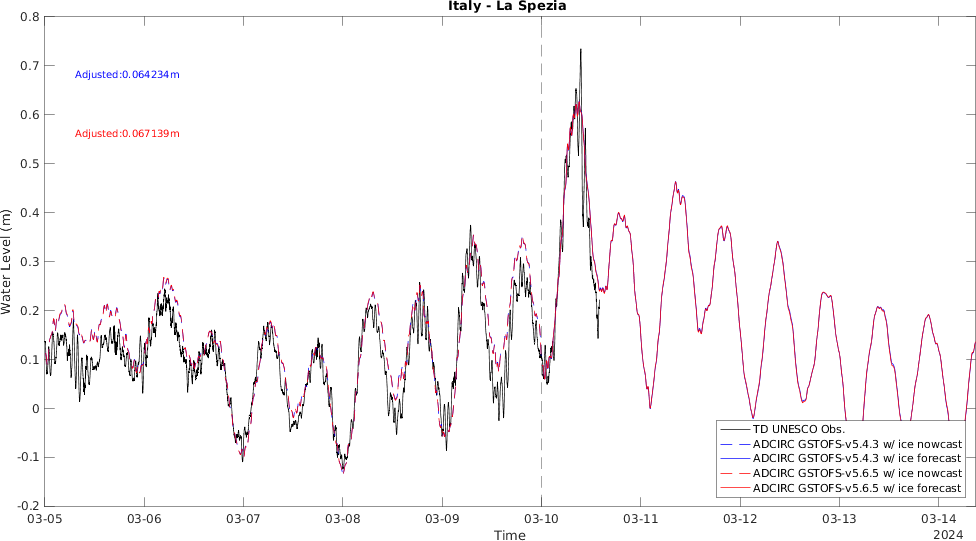 Italy - La Spezia
0.8
0.7
0.6
0.5
0.4
0.3
0.2
0.1
0
-0.1
-0.2
Water Level (m)
Adjusted:0.064234m
Adjusted:0.067139m
TD UNESCO Obs.
ADCIRC GSTOFS-v5.4.3 w/ ice nowcast
ADCIRC GSTOFS-v5.4.3 w/ ice forecast
ADCIRC GSTOFS-v5.6.5 w/ ice nowcast
ADCIRC GSTOFS-v5.6.5 w/ ice forecast
03-05 03-06 03-07 03-08 03-09 03-10 03-11 03-12 03-13 03-14
Time
2024